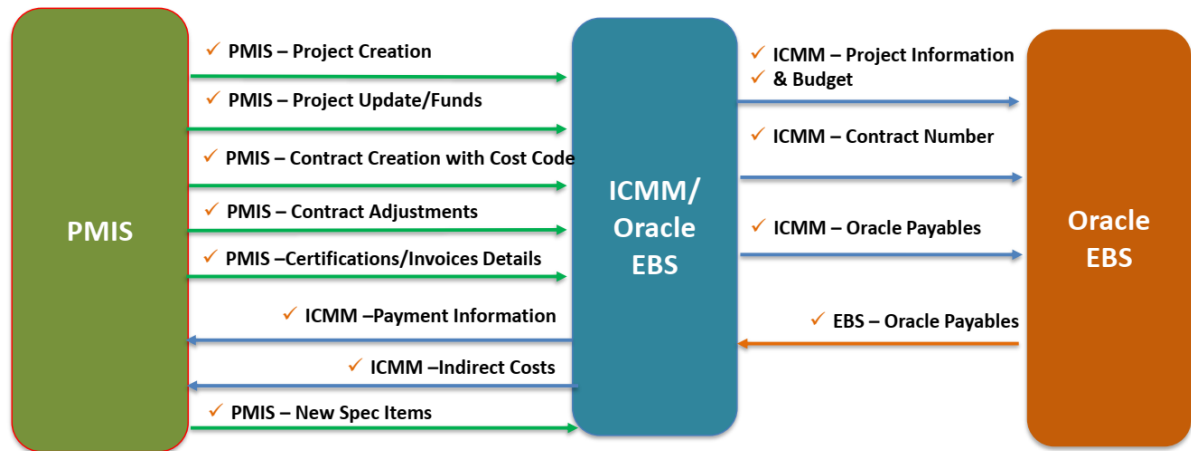 PMIS
✓ PMIS – Project Creation
✓ PMIS – Project Update/Funds
✓ PMIS – Contract Creation with Cost Code
✓ PMIS – Contract Adjustments
✓ PMIS –Certifications/Invoices Details
✓ ICMM –Payment Information
✓ ICMM –Indirect Costs
✓ PMIS – New Spec Items
ICMM/
Oracle
EBS
✓ ICMM – Project Information
✓ & Budget
✓ ICMM – Contract Number
✓ ICMM – Oracle Payables
✓ EBS – Oracle Payables
Oracle
EBS